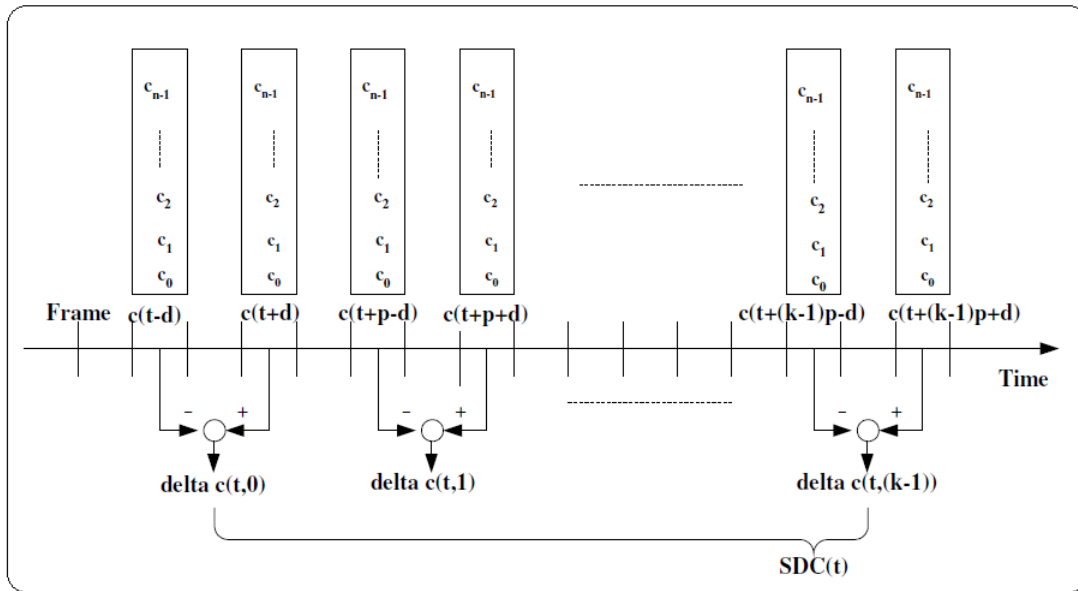 c_{n-1} c_{n-1} c_{n-1} c_{n-1} c_{n-1} c_{n-1}
c_2 c_2 c_2 c_2 c_2 c_2
c_1 c_1 c_1 c_1 c_1 c_1
c_0 c_0 c_0 c_0 c_0 c_0
Frame c(t-d) c(t+d) c(t+p-d) c(t+p+d) c(t+(k-1)p-d) c(t+(k-1)p+d)
Time
- + - + - +
delta c(t,0) delta c(t,1) delta c(t,(k-1))
SDC(t)